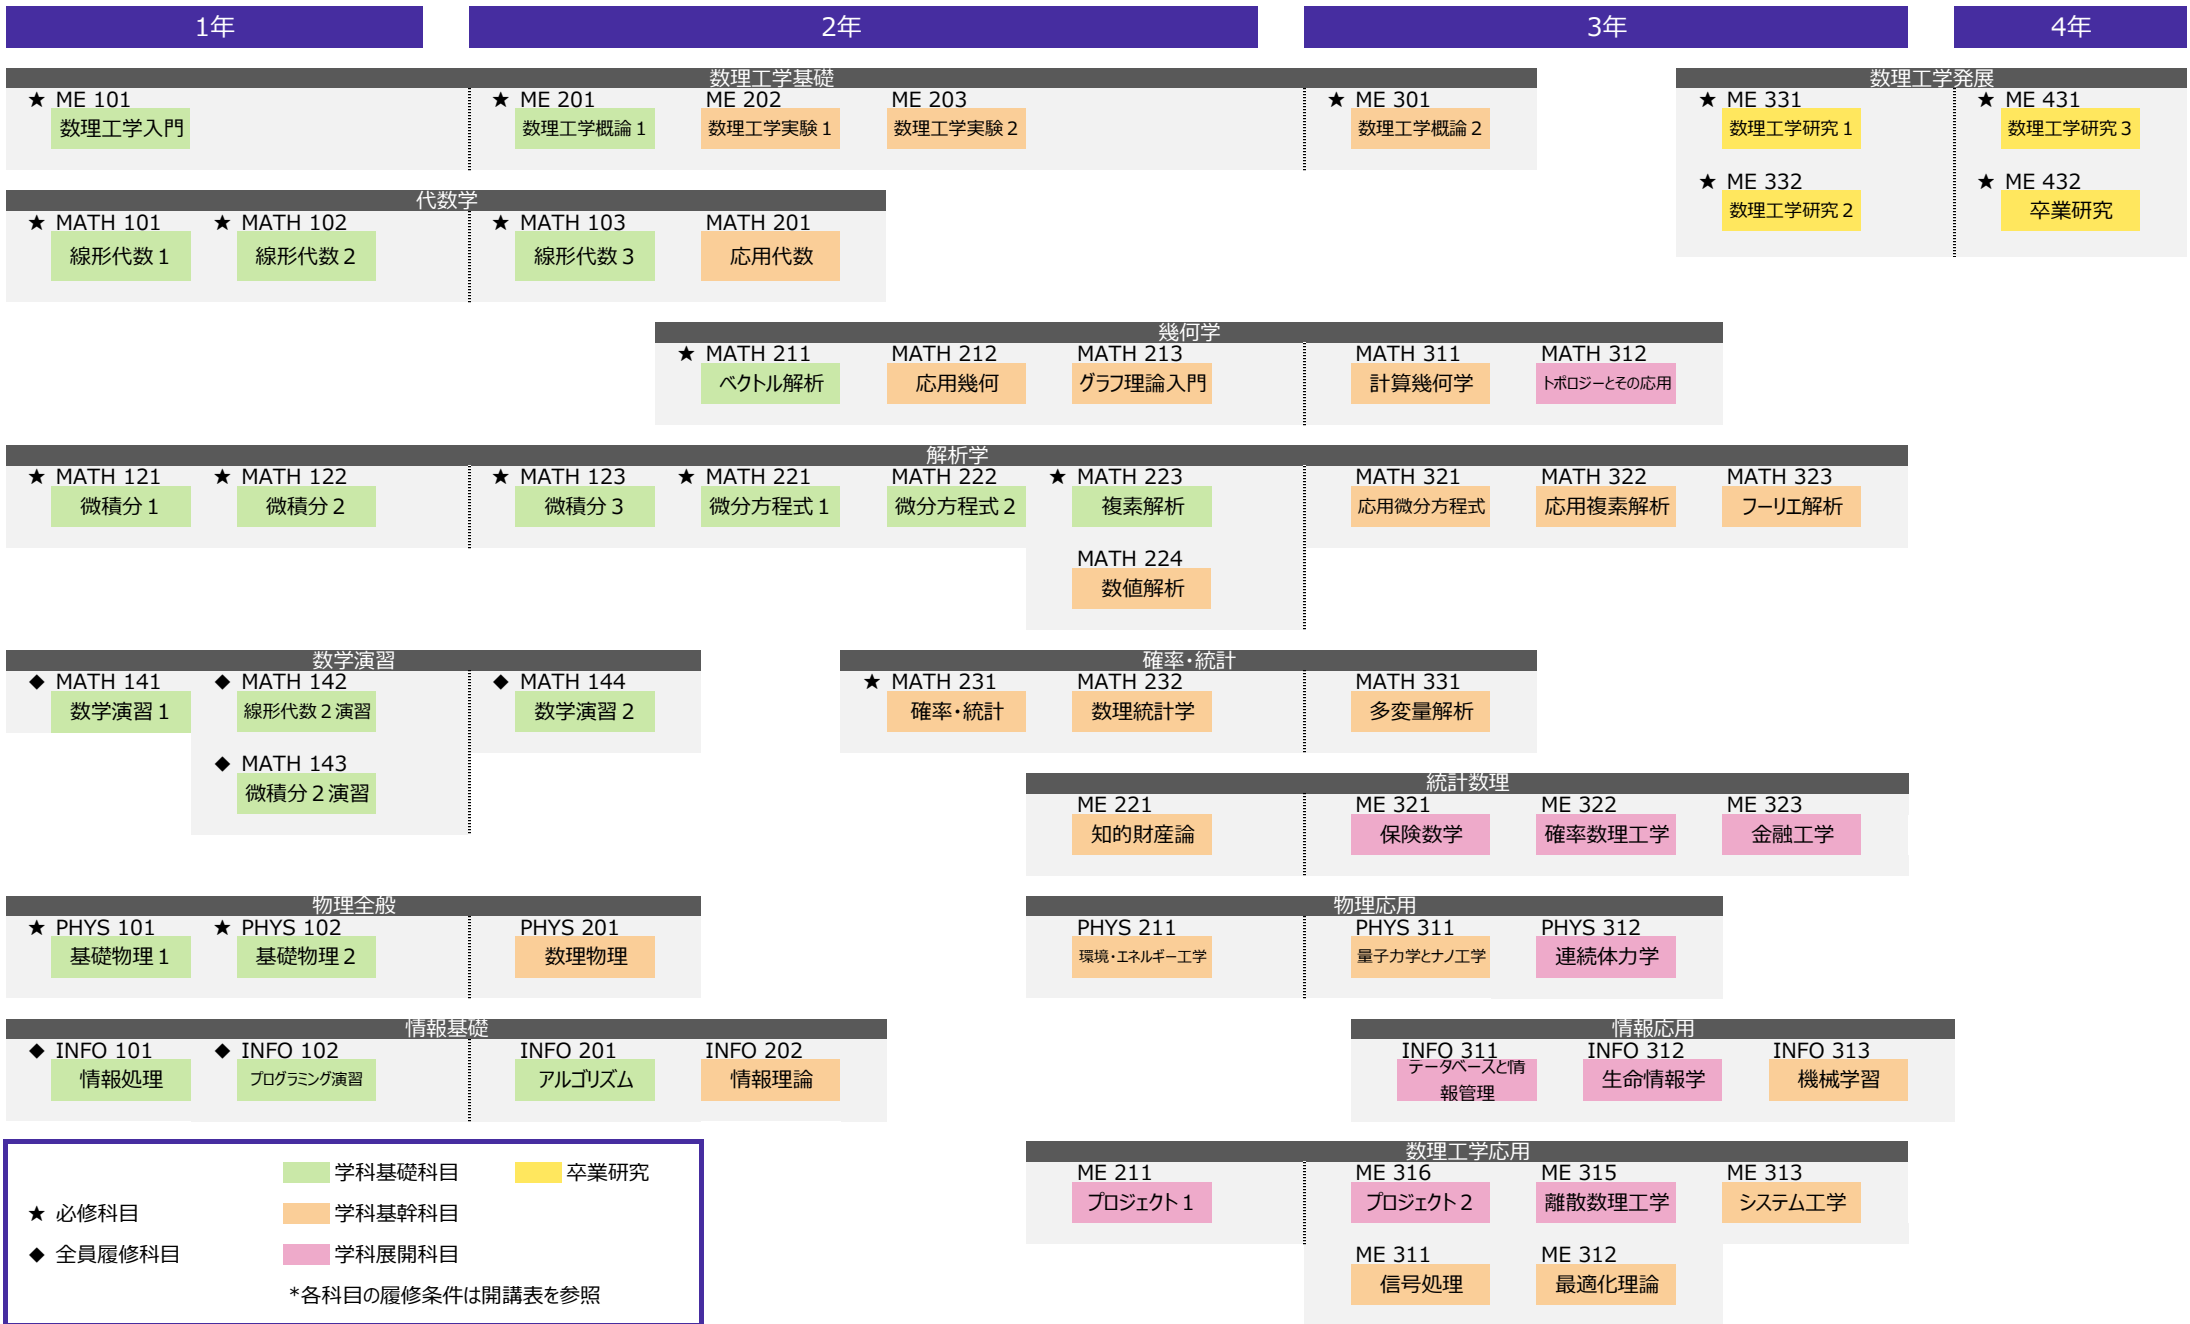 1年 2年 3年 4年
数理工学基礎 数理工学発展
★ ME 101 ★ ME 201 ME 202 ME 203 ★ ME 301 ★ ME 331 ★ ME 431
数理工学入門 数理工学概論1 数理工学実験1 数理工学実験2 数理工学概論2 数理工学研究1 数理工学研究3
★ ME 332 ★ ME 432
数理工学研究2 卒業研究
代数学
★ MATH 101 ★ MATH 102 ★ MATH 103 MATH 201
線形代数1 線形代数2 線形代数3 応用代数
幾何学
★ MATH 211 MATH 212 MATH 213 MATH 311 MATH 312
ベクトル解析 応用幾何 グラフ理論入門 計算幾何学 トポロジーとその応用
解析学
★ MATH 121 ★ MATH 122 ★ MATH 123 ★ MATH 221 MATH 222 ★ MATH 223 MATH 321 MATH 322 MATH 323
微積分1 微積分2 微積分3 微分方程式1 微分方程式2 複素解析 応用微分方程式 応用複素解析 フーリエ解析
MATH 224
数値解析
数学演習 確率・統計
◆ MATH 141 ◆ MATH 142 ◆ MATH 144 ★ MATH 231 MATH 232 MATH 331
数学演習1 線形代数2演習 数学演習2 確率・統計 数理統計学 多変量解析
◆ MATH 143
微積分2演習
統計数理
ME 221 ME 321 ME 322 ME 323
知的財産論 保険数学 確率数理工学 金融工学
物理全般 物理応用
★ PHYS 101 ★ PHYS 102 PHYS 201 PHYS 211 PHYS 311 PHYS 312
基礎物理1 基礎物理2 数理物理 環境・エネルギー工学 量子力学とナノ工学 連続体力学
情報基礎 情報応用
◆ INFO 101 ◆ INFO 102 INFO 201 INFO 202 INFO 311 INFO 312 INFO 313
情報処理 プログラミング演習 アルゴリズム 情報理論 データベースと情 生命情報学 機械学習
報管理
数理工学応用
ME 211 ME 316 ME 315 ME 313
プロジェクト1 プロジェクト2 離散数理工学 システム工学
ME 311 ME 312
信号処理 最適化理論
学科基礎科目 卒業研究
★ 必修科目 学科基幹科目
◆ 全員履修科目 学科展開科目
*各科目の履修条件は開講表を参照